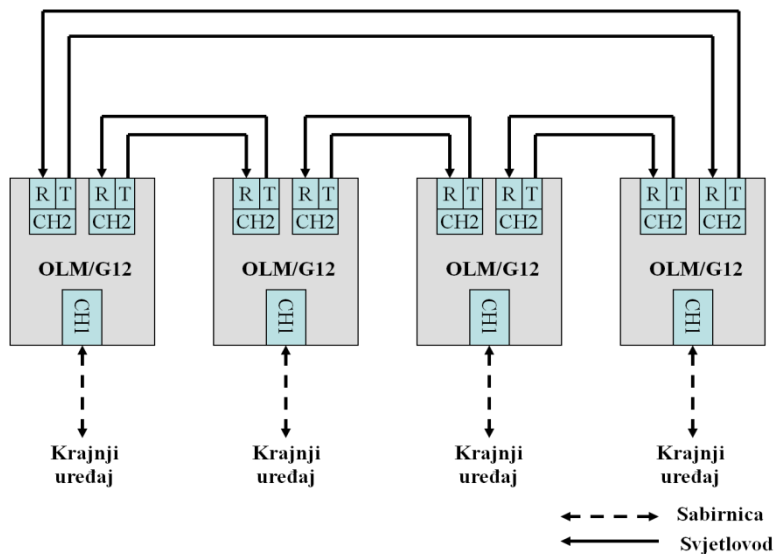 R T R T R T R T R T R T R T R T
CH2 CH2 CH2 CH2 CH2 CH2 CH2 CH2
OLM/G12 OLM/G12 OLM/G12 OLM/G12
CH1 CH1 CH1 CH1
Krajnji Krajnji Krajnji Krajnji
uređaj uređaj uređaj uređaj
Sabirnica
Svjetlovod